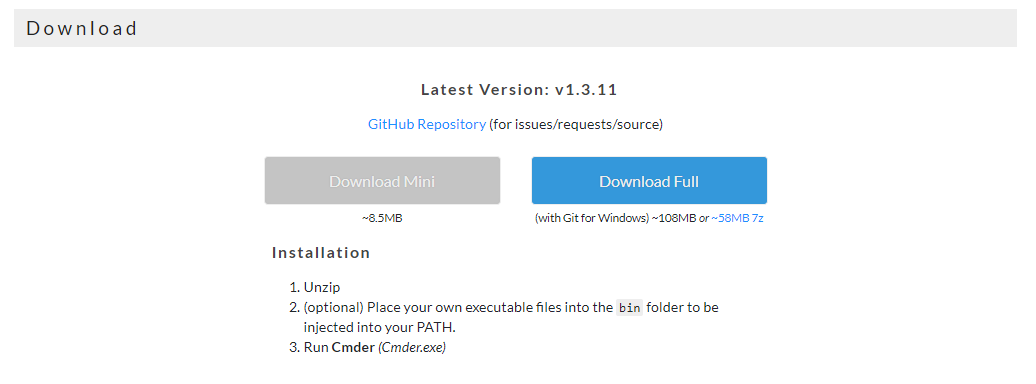 Download
Latest Version: v1.3.11
GitHub Repository (for issues/requests/source)
Download Mini
Download Full
~8.5MB
(with Git for Windows) ~108MB or ~58MB 7z
Installation
1. Unzip
2. (optional) Place your own executable files into the bin folder to be
injected into your PATH.
3. Run Cmder (Cmder.exe)